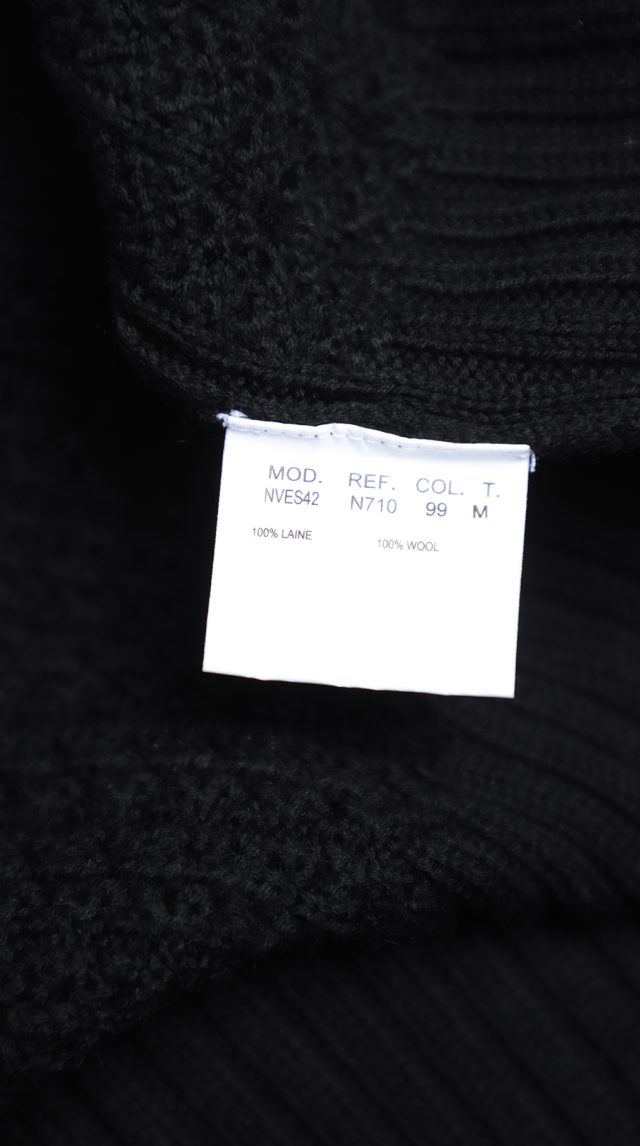 MOD. REF. COL. T.
NVES42 N710 99 M
100% LAINE 100% WOOL